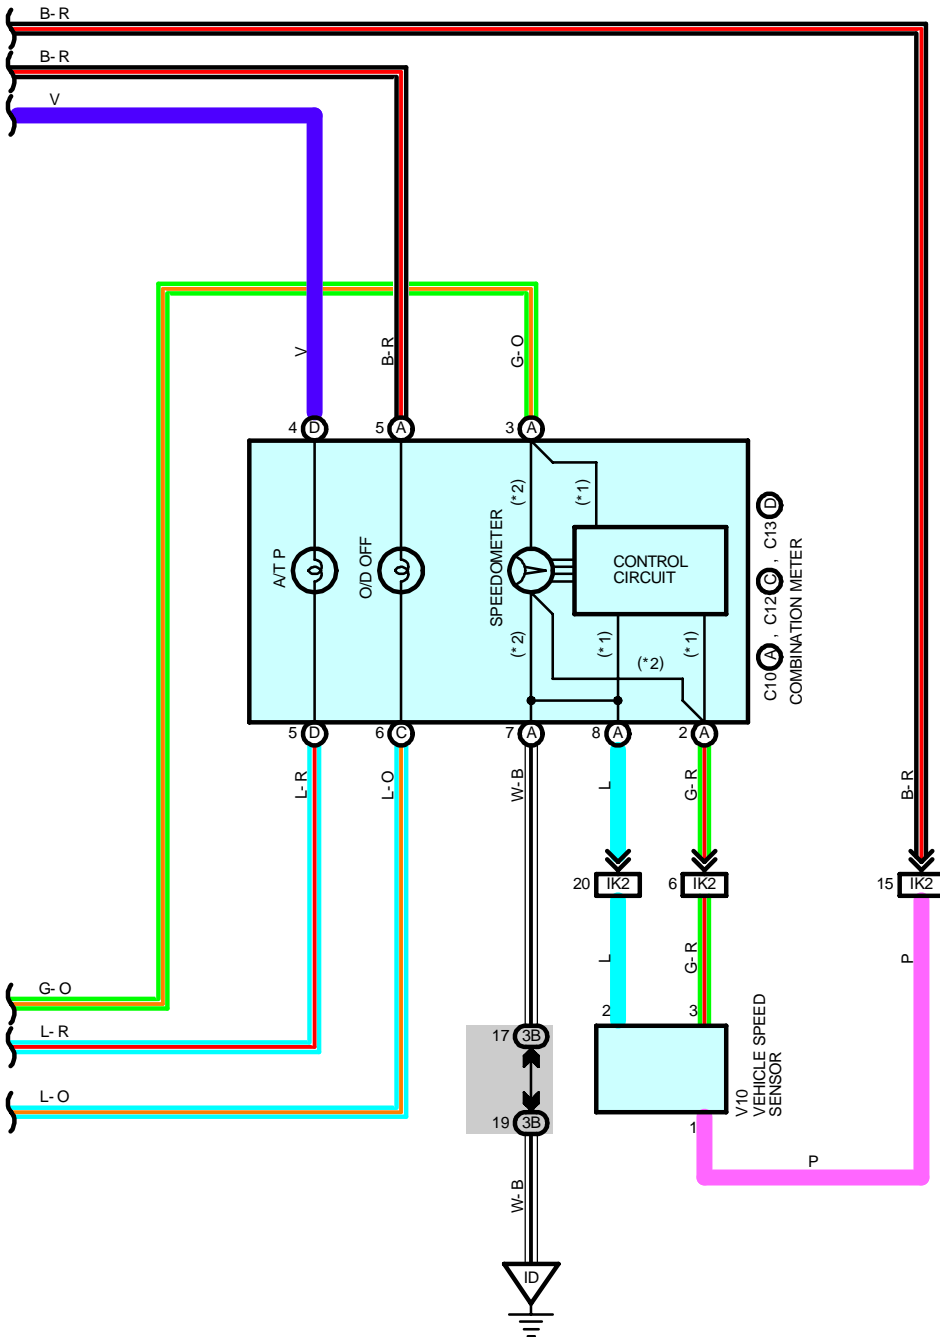 B-R
B-R
V
V
B-R
G-O
4 D
5 A
3 A
(*2)
(*1)
A/T P
O/D OFF
SPEEDOMETER
CONTROL
CIRCUIT
(*2)
(*1)
(*2)
(*1)
C10 A , C12 C , C13 D
COMBINATION METER
5 D
6 C
7 A
8 A
2 A
L-R
L-O
W-B
L
G-R
B-R
20 IK2
6 IK2
15 IK2
L
G-R
P
G-O
L-R
L-O
17 3B
19 3B
2
3
V10
VEHICLE SPEED
SENSOR
1
P
W-B
ID